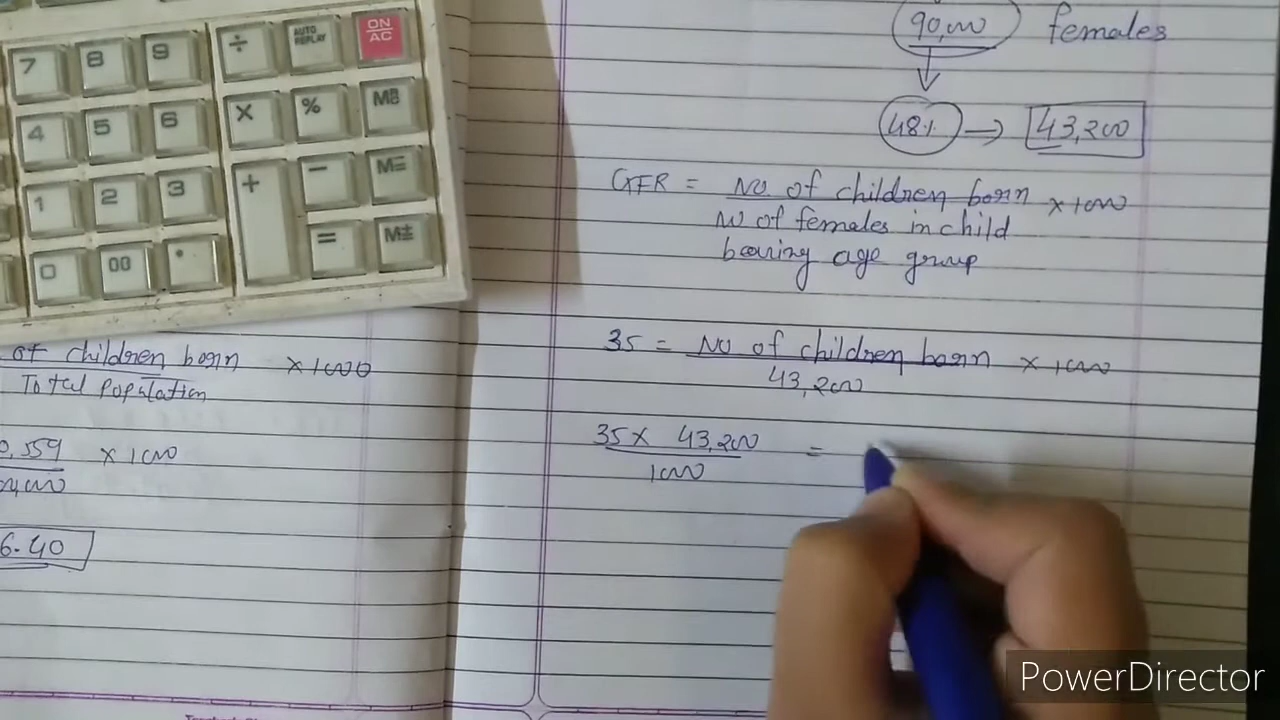 ON
AC
7 8 9 ÷ AUTO REPLAY
4 5 6 × %
1 2 3 + −
0 00 . =
90,000 females
48% → 43,200
GFR = No. of children born × 1000
No of females in child
bearing age group
35 = No of children born × 1000
43,200
35 × 43,200 =
1000
of children born × 1000
Total Population
0,559 × 1000
6.40
PowerDirector